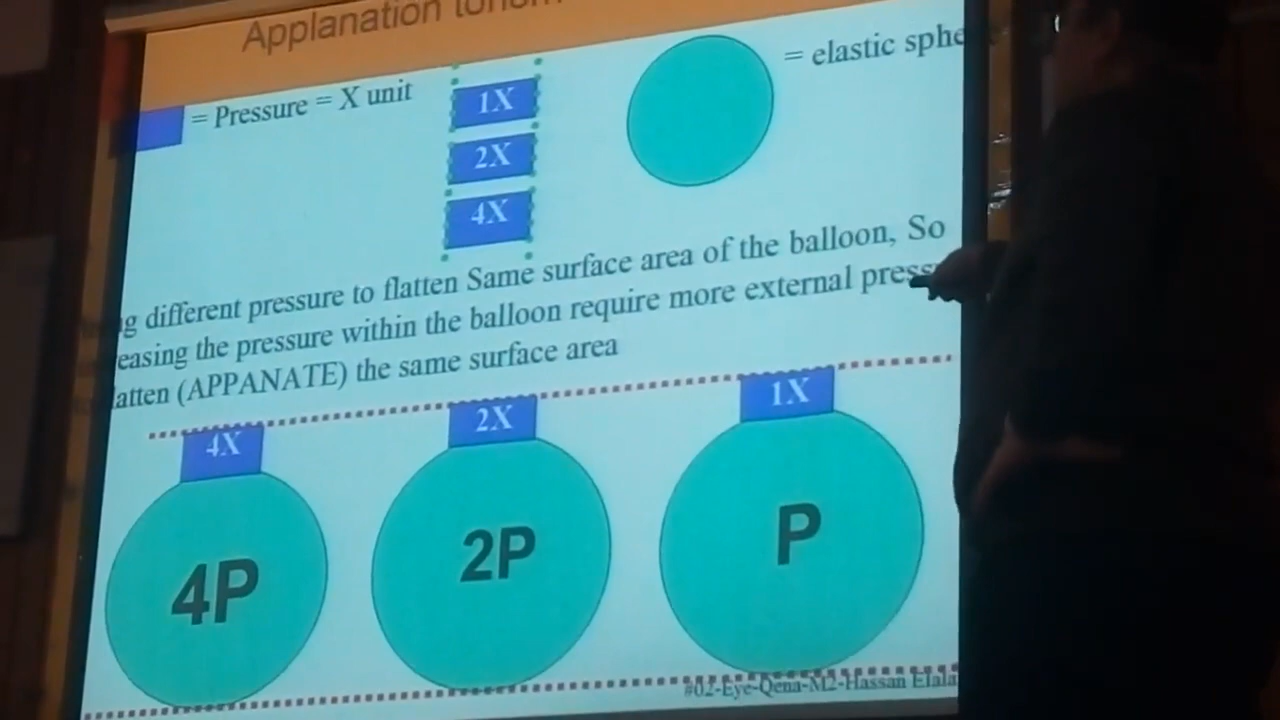 Applanation
= Pressure = X unit
1X
2X
4X
= elastic sphe
g different pressure to flatten Same surface area of the balloon, So
easing the pressure within the balloon require more external press
atten (APPANATE) the same surface area
4X
2X
1X
4P
2P
P
#02-Eye-Qena-M2-Hassan Elala